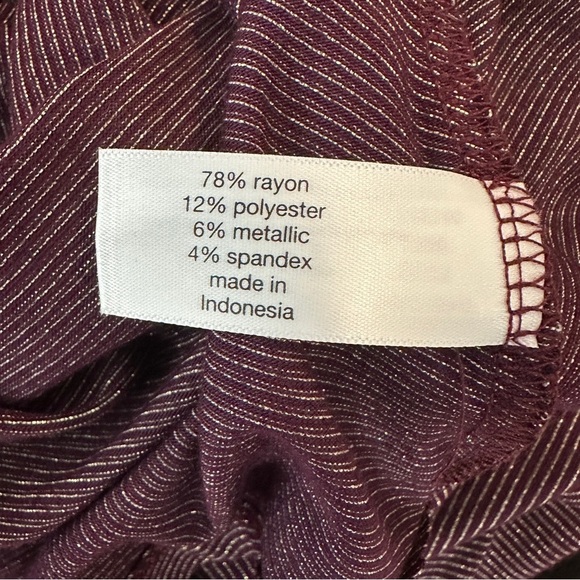 78% rayon
12% polyester
6% metallic
4% spandex
made in
Indonesia